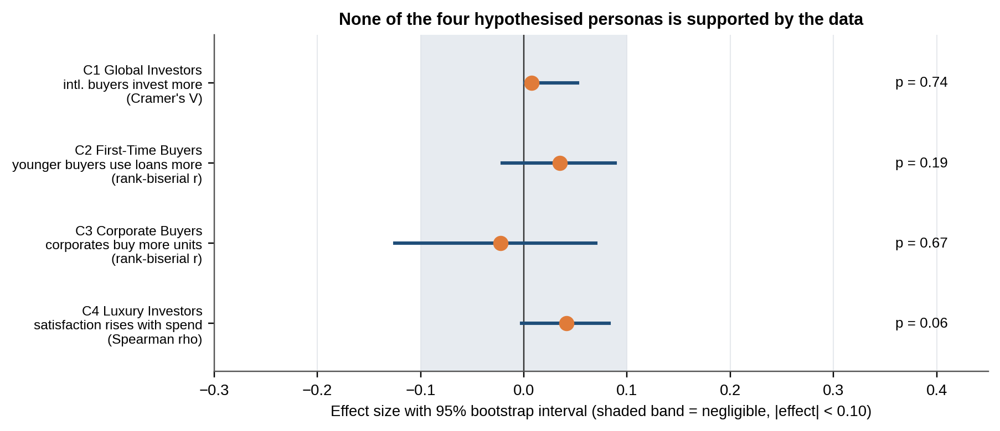 None of the four hypothesised personas is supported by the data
C1 Global Investors
intl. buyers invest more
(Cramer's V)
p = 0.74
C2 First-Time Buyers
younger buyers use loans more
(rank-biserial r)
p = 0.19
C3 Corporate Buyers
corporates buy more units
(rank-biserial r)
p = 0.67
C4 Luxury Investors
satisfaction rises with spend
(Spearman rho)
p = 0.06
−0.3 −0.2 −0.1 0.0 0.1 0.2 0.3 0.4
Effect size with 95% bootstrap interval (shaded band = negligible, |effect| < 0.10)